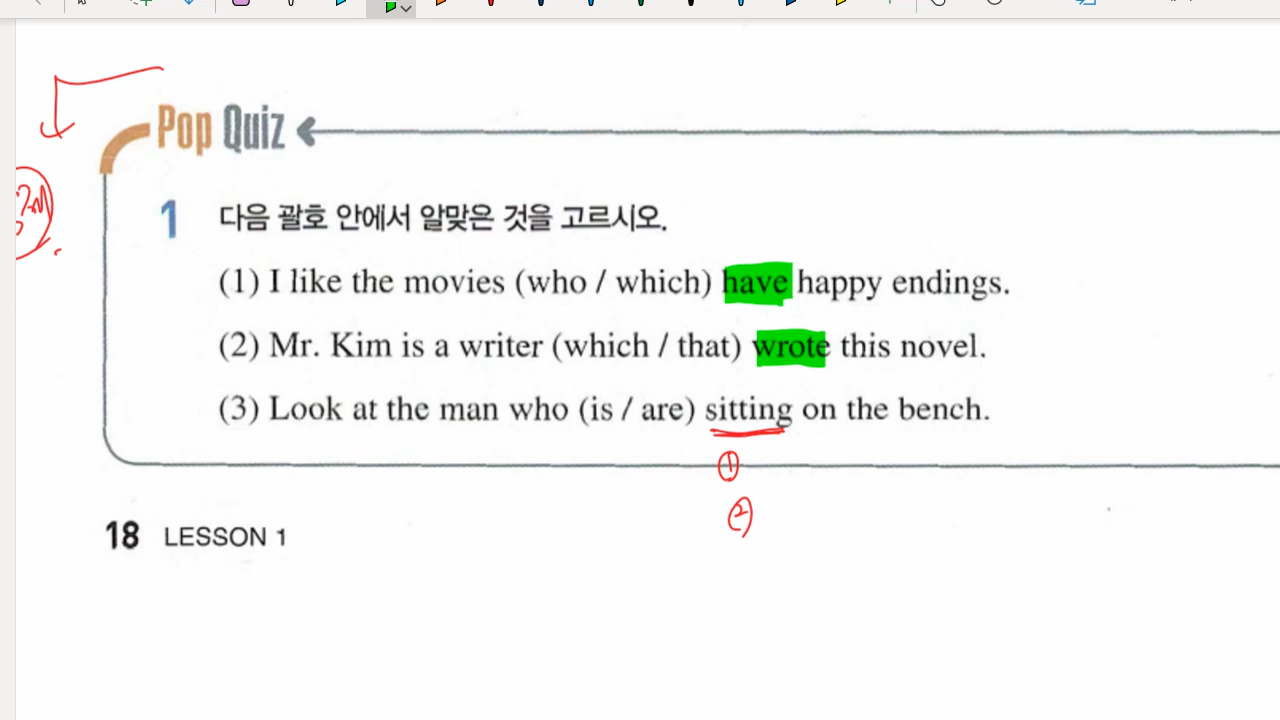 Pop Quiz
1 다음 괄호 안에서 알맞은 것을 고르시오.
(1) I like the movies (who / which) have happy endings.
(2) Mr. Kim is a writer (which / that) wrote this novel.
(3) Look at the man who (is / are) sitting on the bench.
①
②
18 LESSON 1